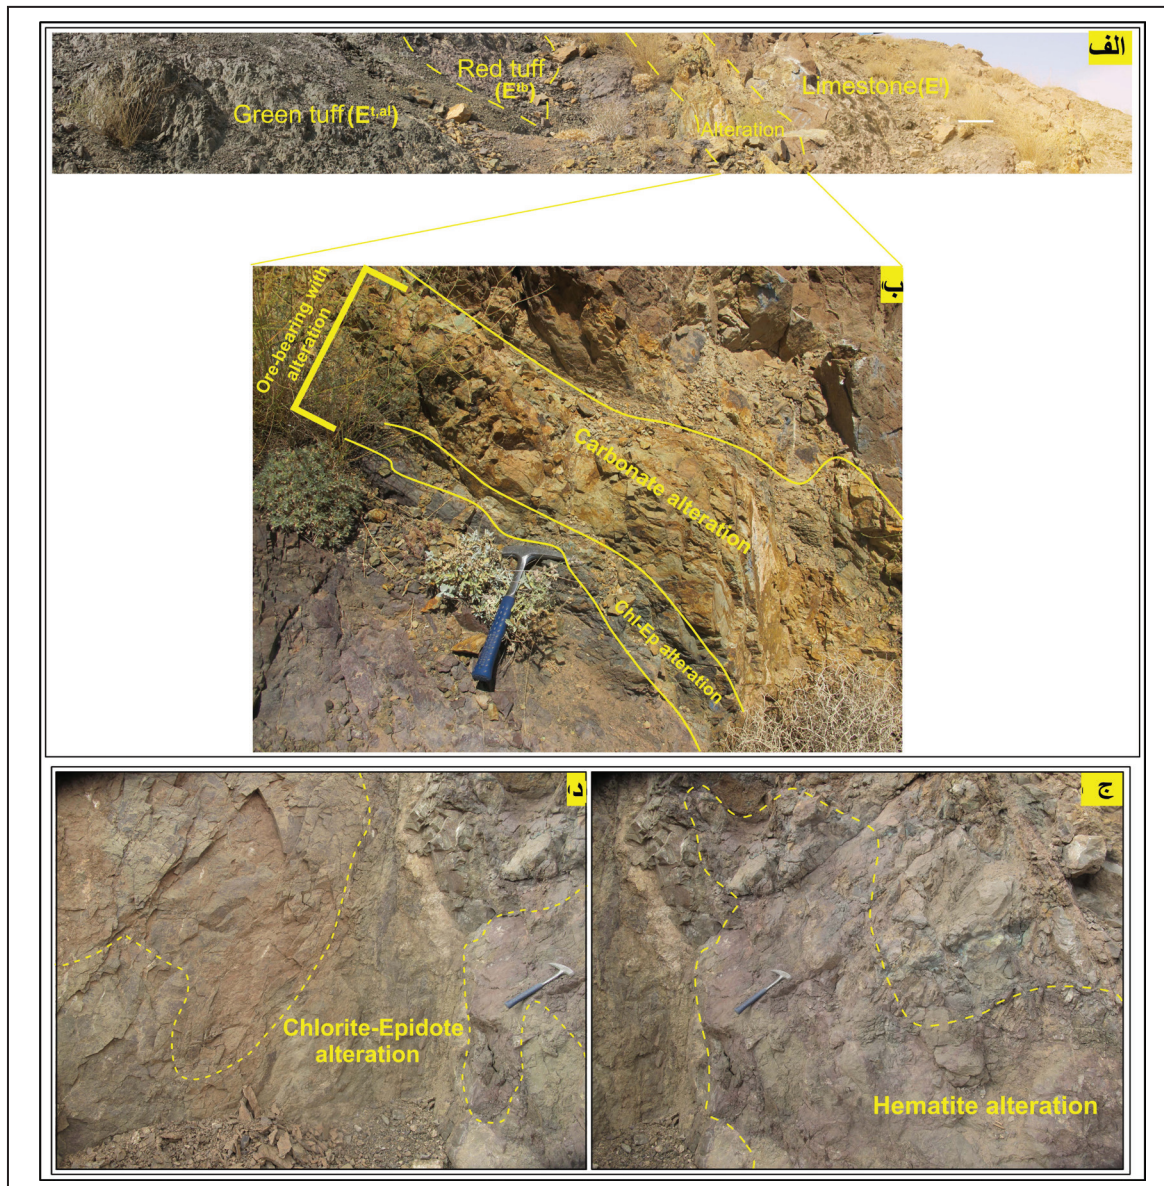 الف
Green tuff(E^t,al)
Red tuff
(E^tb)
Alteration
Limestone(E^l)
ب
Ore-bearing with
alteration
Carbonate alteration
Chl-Ep alteration
د
Chlorite-Epidote
alteration
ج
Hematite alteration